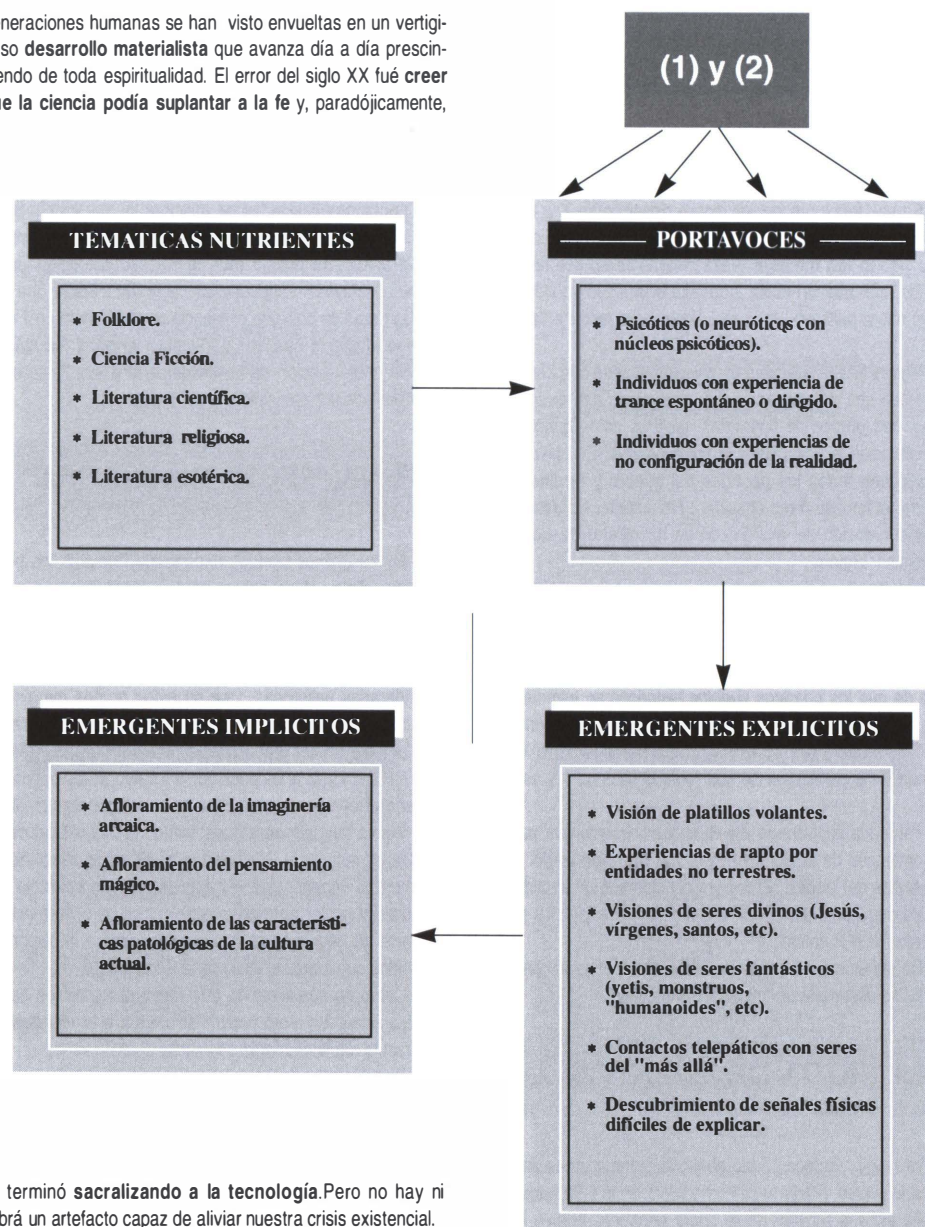 neraciones humanas se han visto envueltas en un vertigi-
so desarrollo materialista que avanza día a día prescin-
endo de toda espiritualidad. El error del siglo XX fué creer
ue la ciencia podía suplantar a la fe y, paradójicamente,
(1) y (2)
TEMATICAS NUTRIENTES
* Folklore.
* Ciencia Ficción.
* Literatura científica.
* Literatura religiosa.
* Literatura esotérica.
PORTAVOCES
* Psicóticos (o neuróticos con
núcleos psicóticos).
* Individuos con experiencia de
trance espontáneo o dirigido.
* Individuos con experiencias de
no configuración de la realidad.
EMERGENTES IMPLICITOS
* Afloramiento de la imaginería
arcaica.
* Afloramiento del pensamiento
mágico.
* Afloramiento de las característi-
cas patológicas de la cultura
actual.
EMERGENTES EXPLICITOS
* Visión de platillos volantes.
* Experiencias de rapto por
entidades no terrestres.
* Visiones de seres divinos (Jesús,
vírgenes, santos, etc).
* Visiones de seres fantásticos
(yetis, monstruos,
"humanoides", etc).
* Contactos telepáticos con seres
del "más allá".
* Descubrimiento de señales físicas
difíciles de explicar.
terminó sacralizando a la tecnología.Pero no hay ni
brá un artefacto capaz de aliviar nuestra crisis existencial.